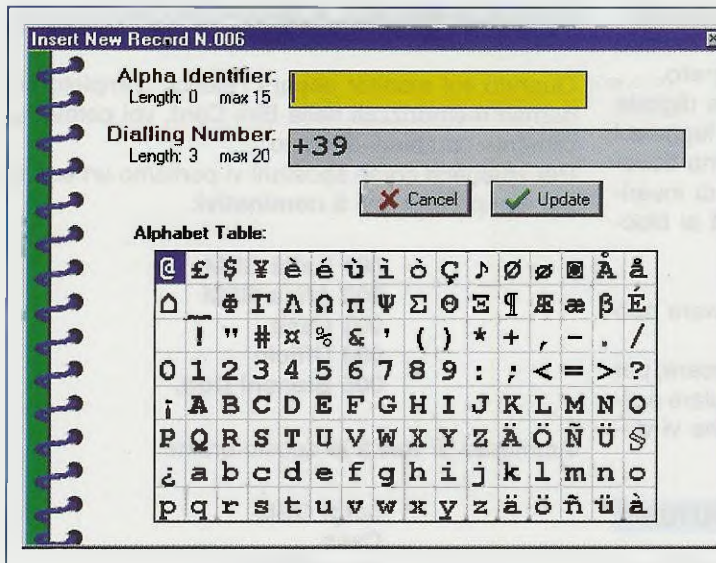 Insert New Record N.006
Alpha Identifier:
Length: 0 max 15
Dialling Number:
Length: 3 max 20
+39
Cancel Update
Alphabet Table:
@ £ $ ¥ è é ù ì ò Ç ♪ Ø ø ◙ Å å
⌂ _ Φ Γ Λ Ω π Ψ Σ Θ Ξ ¶ Æ æ β É
! " # ¤ % & ' ( ) * + , - . /
0 1 2 3 4 5 6 7 8 9 : ; < = > ?
¡ A B C D E F G H I J K L M N O
P Q R S T U V W X Y Z Ä Ö Ñ Ü §
¿ a b c d e f g h i j k l m n o
p q r s t u v w x y z ä ö ñ ü à